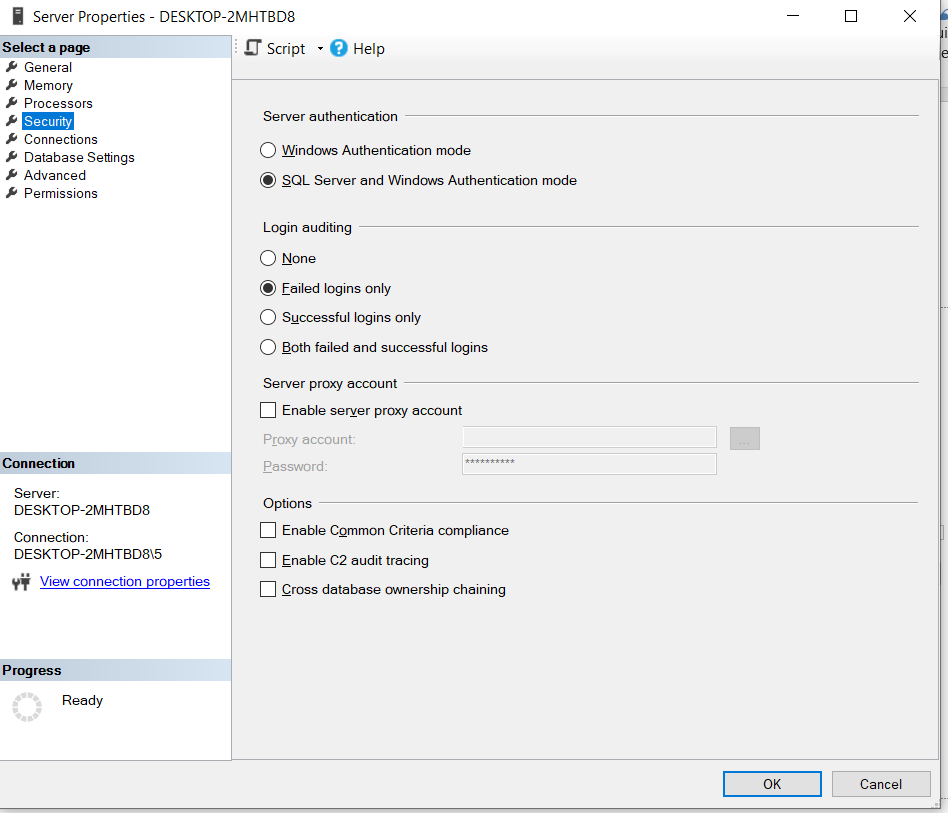 Server Properties - DESKTOP-2MHTBD8
Select a page
General
Memory
Processors
Security
Connections
Database Settings
Advanced
Permissions
Script
Help
Server authentication
Windows Authentication mode
SQL Server and Windows Authentication mode
Login auditing
None
Failed logins only
Successful logins only
Both failed and successful logins
Server proxy account
Enable server proxy account
Proxy account:
...
Password:
**********
Options
Enable Common Criteria compliance
Enable C2 audit tracing
Cross database ownership chaining
Connection
Server:
DESKTOP-2MHTBD8
Connection:
DESKTOP-2MHTBD8\5
View connection properties
Progress
Ready
OK
Cancel